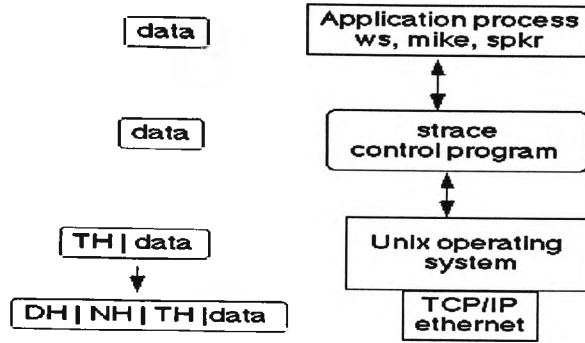 data
Application process
ws, mike, spkr
data
strace
control program
TH | data
Unix operating
system
DH | NH | TH |data
TCP/IP
ethernet